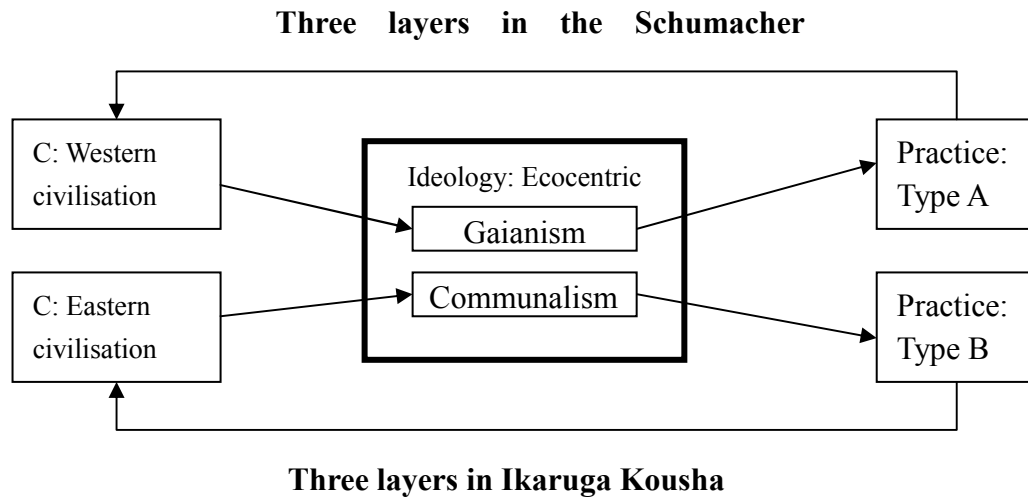 Three layers in the Schumacher
C: Western
civilisation
Ideology: Ecocentric
Gaianism
Practice:
Type A
C: Eastern
civilisation
Communalism
Practice:
Type B
Three layers in Ikaruga Kousha